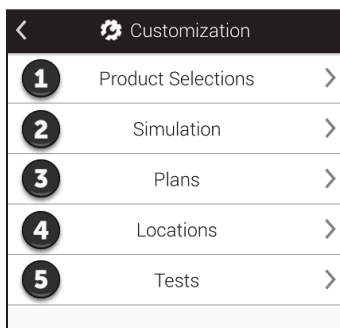 Customization
1 Product Selections
2 Simulation
3 Plans
4 Locations
5 Tests